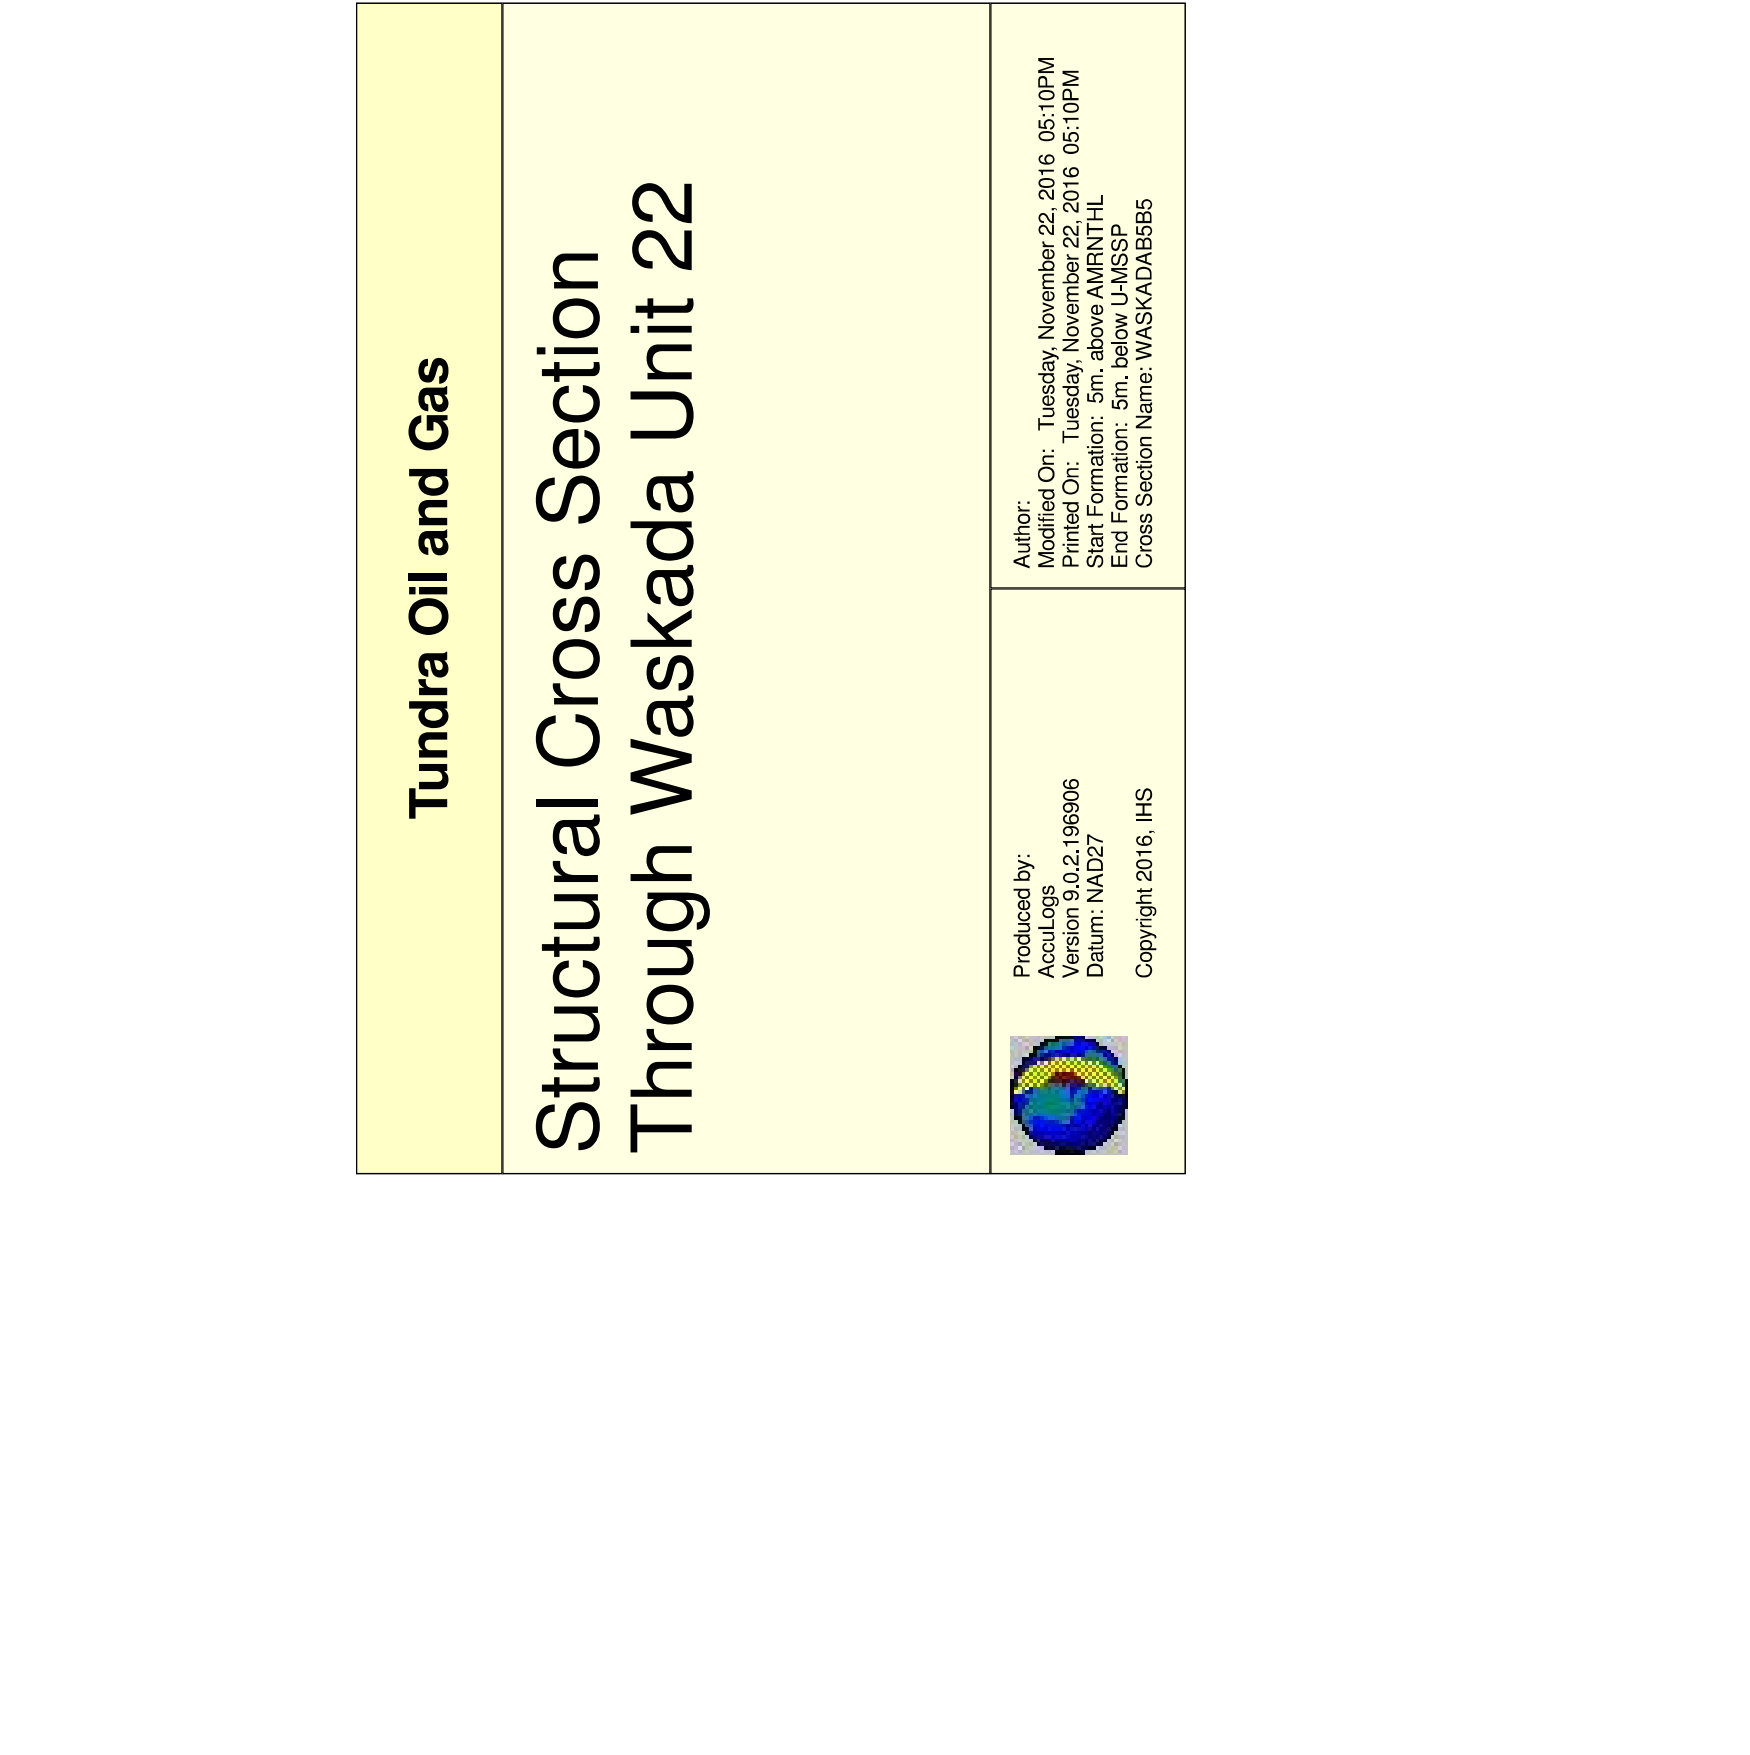 Tundra Oil and Gas
Structural Cross Section
Through Waskada Unit 22
Produced by:
AccuLogs
Version 9.0.2.196906
Datum: NAD27
Copyright 2016, IHS
Author:
Modified On: Tuesday, November 22, 2016 05:10PM
Printed On: Tuesday, November 22, 2016 05:10PM
Start Formation: 5m. above AMRNTHL
End Formation: 5m. below U-MSSP
Cross Section Name: WASKADAB5B5